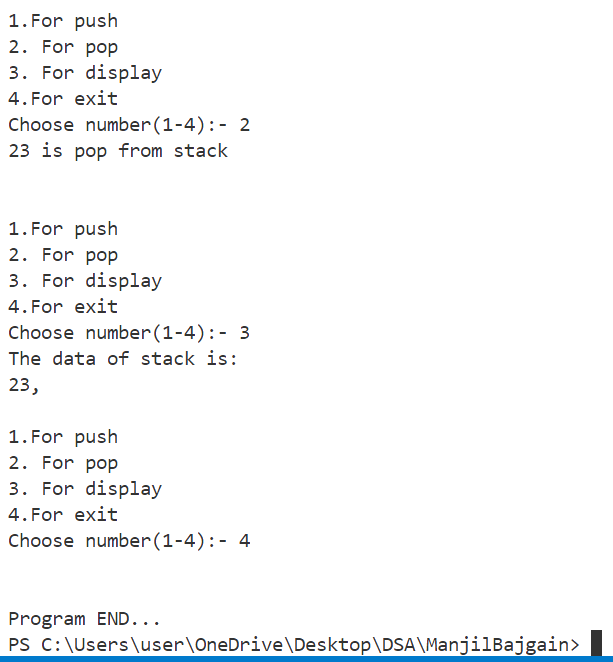 1.For push
2. For pop
3. For display
4.For exit
Choose number(1-4):- 2
23 is pop from stack
1.For push
2. For pop
3. For display
4.For exit
Choose number(1-4):- 3
The data of stack is:
23,
1.For push
2. For pop
3. For display
4.For exit
Choose number(1-4):- 4
Program END...
PS C:\Users\user\OneDrive\Desktop\DSA\ManjilBajgain>